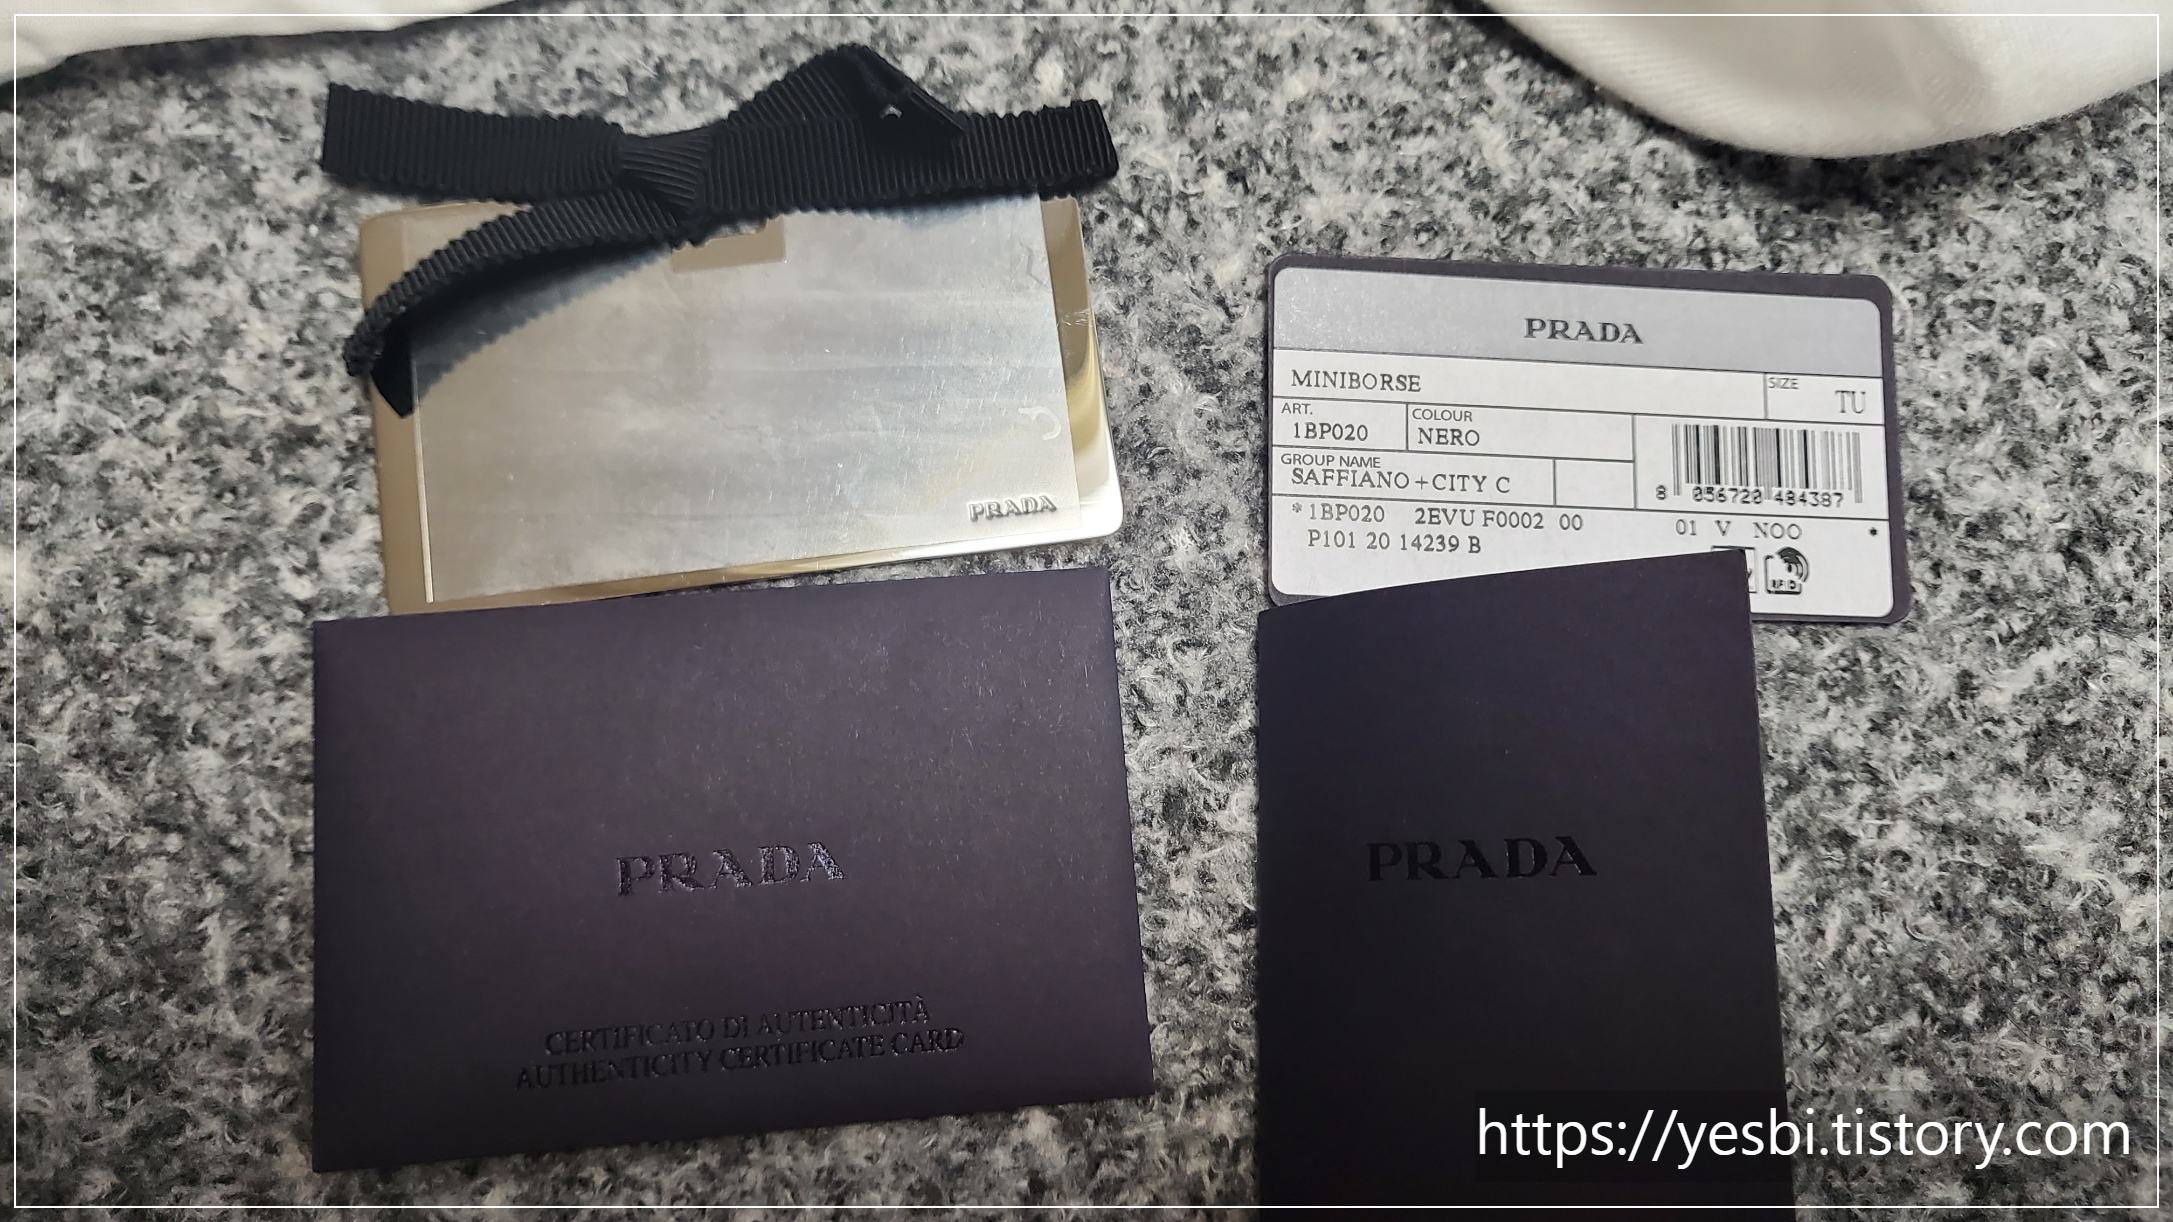 PRADA
PRADA
MINIBORSE
SIZE
TU
ART.
1BP020
COLOUR
NERO
GROUP NAME
SAFFIANO+CITY C
8 056720 484387
*1BP020 2EVU F0002 00 01 V NOO *
P101 20 14239 B
RFID
PRADA
CERTIFICATO DI AUTENTICITÀ
AUTHENTICITY CERTIFICATE CARD
PRADA
https://yesbi.tistory.com